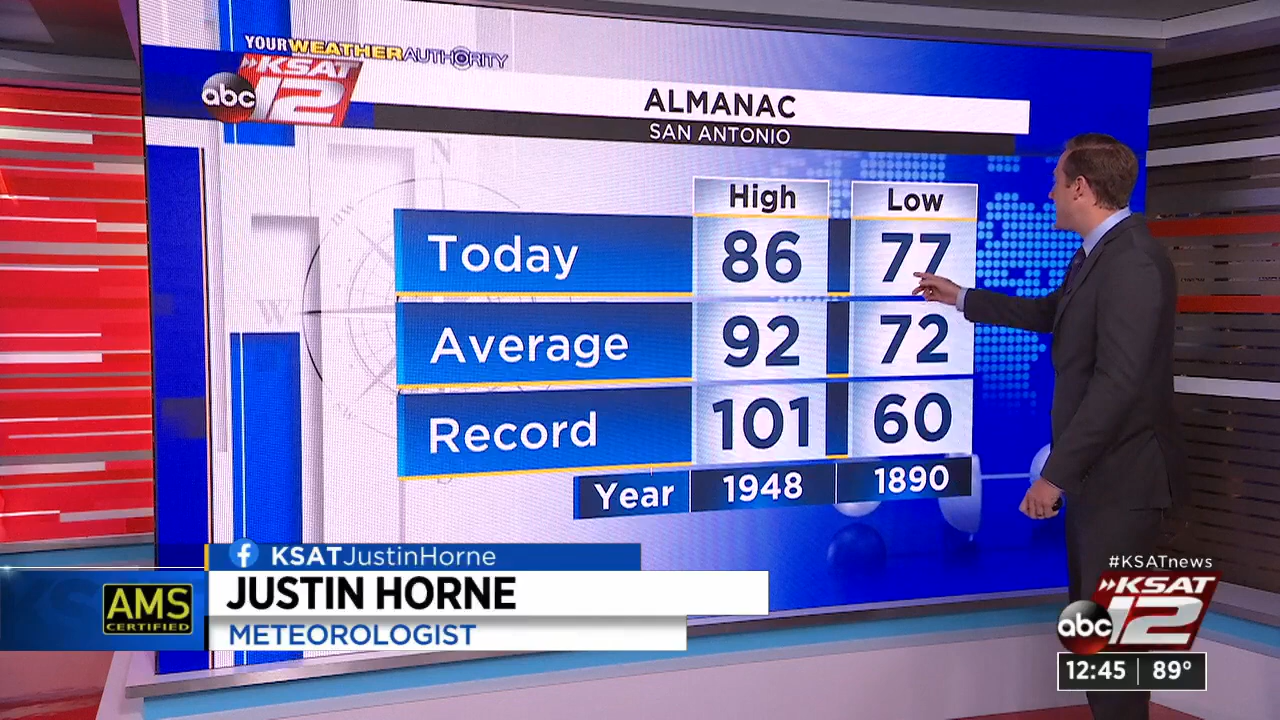 YOUR WEATHER AUTHORITY
»KSAT
abc 12
ALMANAC
SAN ANTONIO
N
W
High Low
Today 86 77
Average 92 72
Record 101 60
Year 1948 1890
KSATJustinHorne
AMS
CERTIFIED
JUSTIN HORNE
METEOROLOGIST
#KSATnews
»KSAT
abc 12
12:45 89°